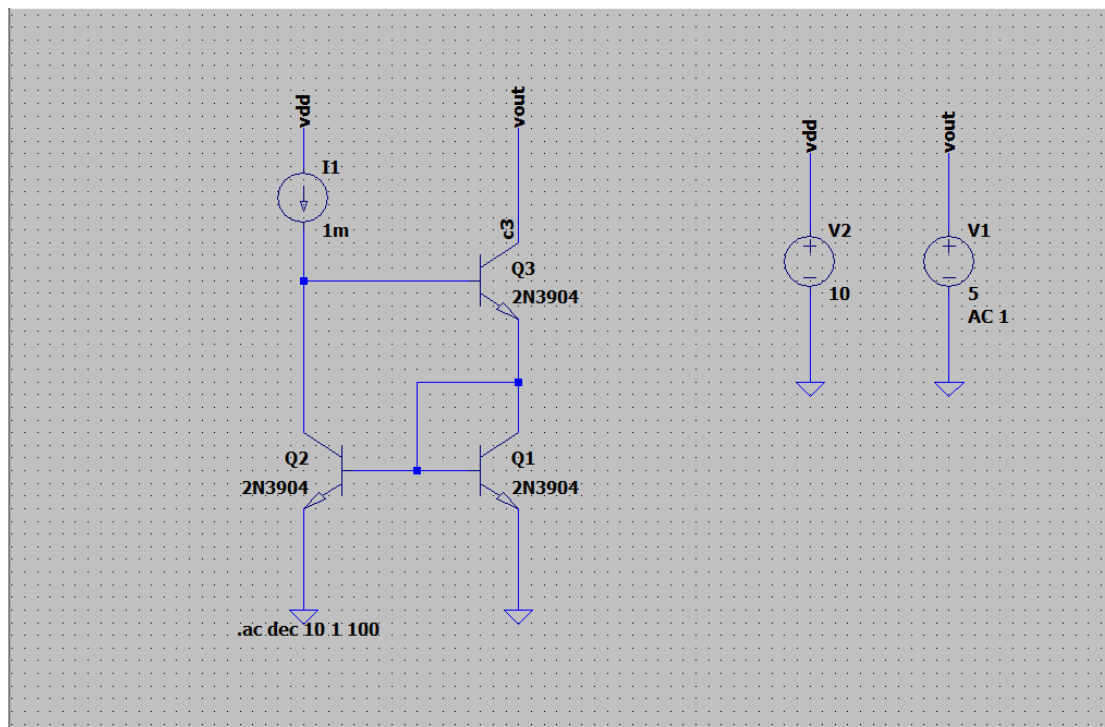 vdd
vout
I1
1m
c3
Q3
2N3904
Q2
2N3904
Q1
2N3904
.ac dec 10 1 100
vdd
vout
V2
10
V1
5
AC 1